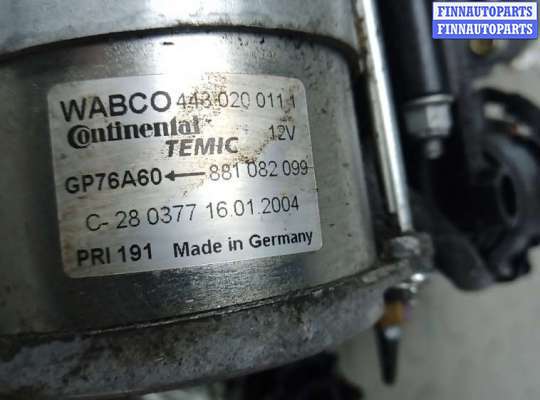 FINNAUTOPARTS
FINNAUTOPARTS
WABCO 443 020 011 1
Continental
TEMIC 12V
GP76A60 ← 881 082 099
C- 28 0377 16.01.2004
PRI 191 Made in Germany